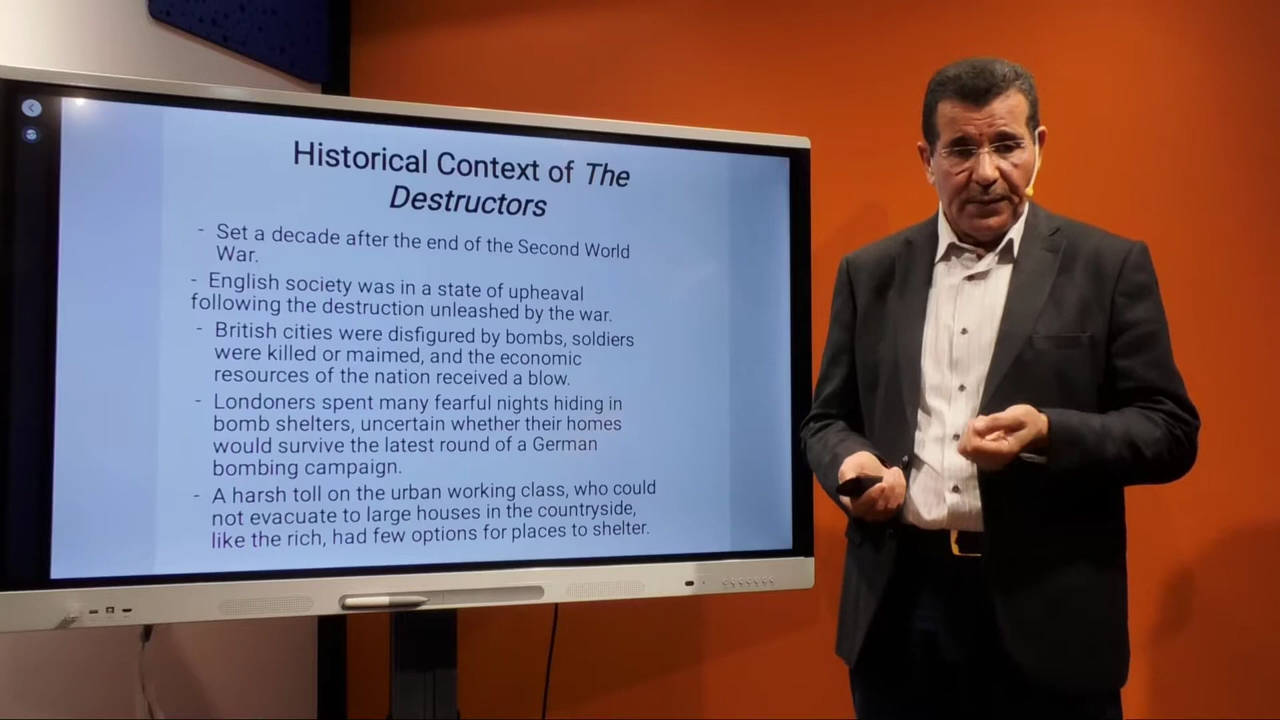 Historical Context of The
Destructors
- Set a decade after the end of the Second World
War.
- English society was in a state of upheaval
following the destruction unleashed by the war.
- British cities were disfigured by bombs, soldiers
were killed or maimed, and the economic
resources of the nation received a blow.
- Londoners spent many fearful nights hiding in
bomb shelters, uncertain whether their homes
would survive the latest round of a German
bombing campaign.
- A harsh toll on the urban working class, who could
not evacuate to large houses in the countryside,
like the rich, had few options for places to shelter.